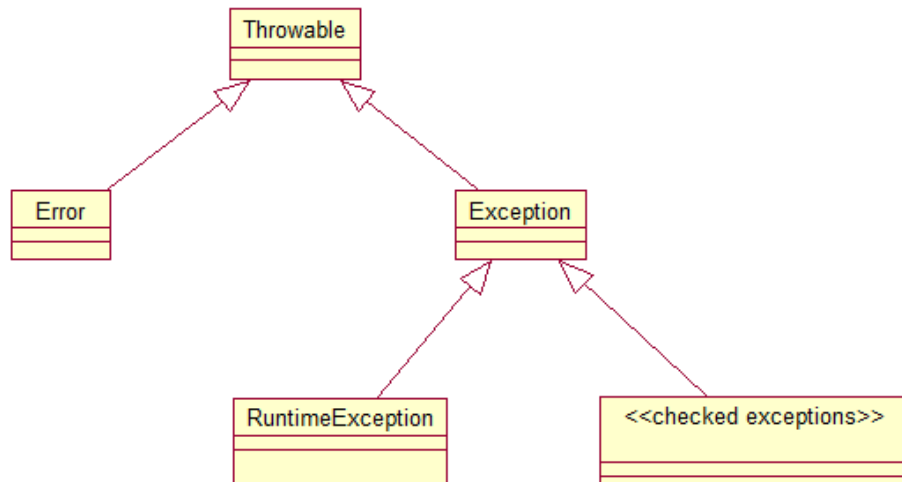 Throwable
Error
Exception
RuntimeException
<<checked exceptions>>